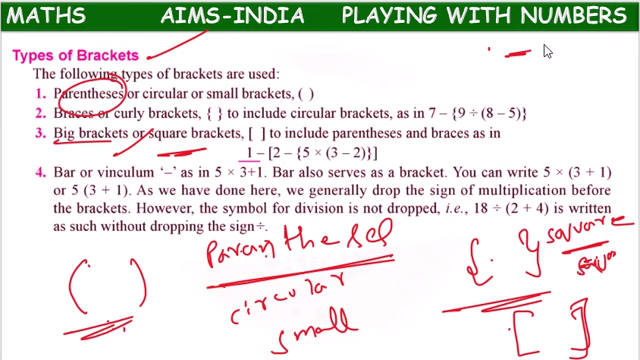 MATHS AIMS-INDIA PLAYING WITH NUMBERS
Types of Brackets
The following types of brackets are used:
1. Parentheses or circular or small brackets, ( )
2. Braces or curly brackets, { } to include circular brackets, as in 7 – {9 ÷ (8 – 5)}
3. Big brackets or square brackets, [ ] to include parentheses and braces as in
1 – [2 – {5 × (3 – 2)}]
4. Bar or vinculum '–' as in 5 × 3+1. Bar also serves as a bracket. You can write 5 × (3 + 1)
or 5 (3 + 1). As we have done here, we generally drop the sign of multiplication before
the brackets. However, the symbol for division is not dropped, i.e., 18 ÷ (2 + 4) is written
as such without dropping the sign ÷.
( ) paranthesel { } square
circular
small [ ]